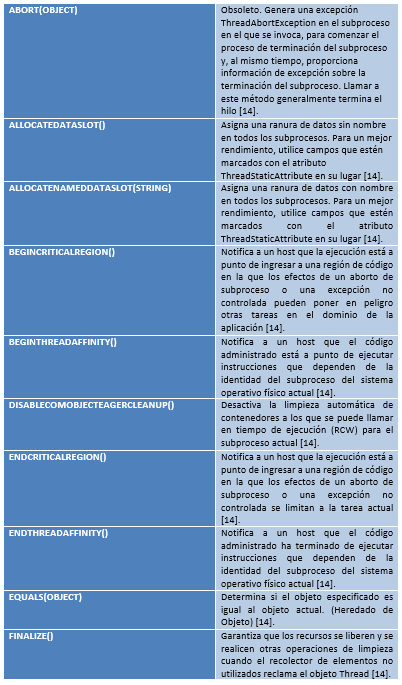 ABORT(OBJECT)
Obsoleto. Genera una excepción
ThreadAbortException en el subproceso
en el que se invoca, para comenzar el
proceso de terminación del subproceso
y, al mismo tiempo, proporciona
información de excepción sobre la
terminación del subproceso. Llamar a
este método generalmente termina el
hilo [14].
ALLOCATEDATASLOT()
Asigna una ranura de datos sin nombre
en todos los subprocesos. Para un mejor
rendimiento, utilice campos que estén
marcados con el atributo
ThreadStaticAttribute en su lugar [14].
ALLOCATENAMEDDATASLOT(STRING)
Asigna una ranura de datos con nombre
en todos los subprocesos. Para un mejor
rendimiento, utilice campos que estén
marcados con el atributo
ThreadStaticAttribute en su lugar [14].
BEGINCRITICALREGION()
Notifica a un host que la ejecución está a
punto de ingresar a una región de código
en la que los efectos de un aborto de
subproceso o una excepción no
controlada pueden poner en peligro
otras tareas en el dominio de la
aplicación [14].
BEGINTHREADAFFINITY()
Notifica a un host que el código
administrado está a punto de ejecutar
instrucciones que dependen de la
identidad del subproceso del sistema
operativo físico actual [14].
DISABLECOMOBJECTEAGERCLEANUP()
Desactiva la limpieza automática de
contenedores a los que se puede llamar
en tiempo de ejecución (RCW) para el
subproceso actual [14].
ENDCRITICALREGION()
Notifica a un host que la ejecución está a
punto de ingresar a una región de código
en la que los efectos de un aborto de
subproceso o una excepción no
controlada se limitan a la tarea actual
[14].
ENDTHREADAFFINITY()
Notifica a un host que el código
administrado ha terminado de ejecutar
instrucciones que dependen de la
identidad del subproceso del sistema
operativo físico actual [14].
EQUALS(OBJECT)
Determina si el objeto especificado es
igual al objeto actual. (Heredado de
Objeto) [14].
FINALIZE()
Garantiza que los recursos se liberen y se
realicen otras operaciones de limpieza
cuando el recolector de elementos no
utilizados reclama el objeto Thread [14].